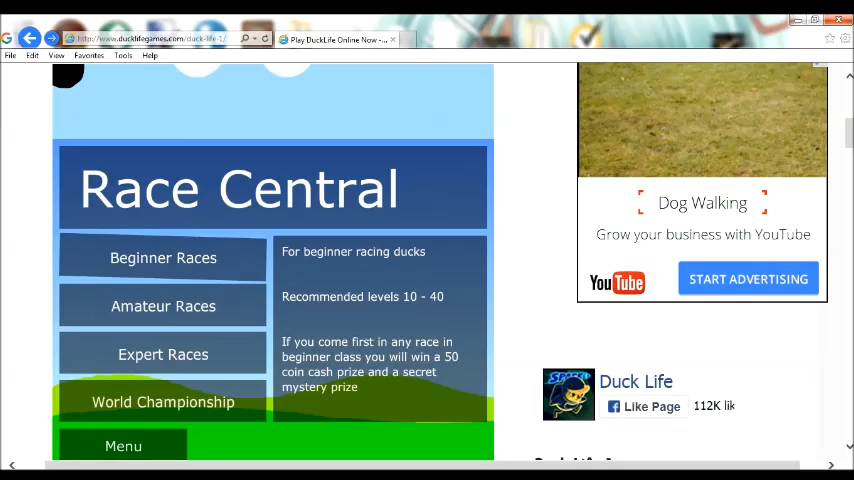 http://www.ducklifegames.com/duck-life-1/
Play DuckLife Online Now -...
File Edit View Favorites Tools Help
Race Central
Beginner Races
Amateur Races
Expert Races
World Championship
Menu
For beginner racing ducks
Recommended levels 10 - 40
If you come first in any race in
beginner class you will win a 50
coin cash prize and a secret
mystery prize
Dog Walking
Grow your business with YouTube
YouTube
START ADVERTISING
Duck Life
Like Page
112K lik